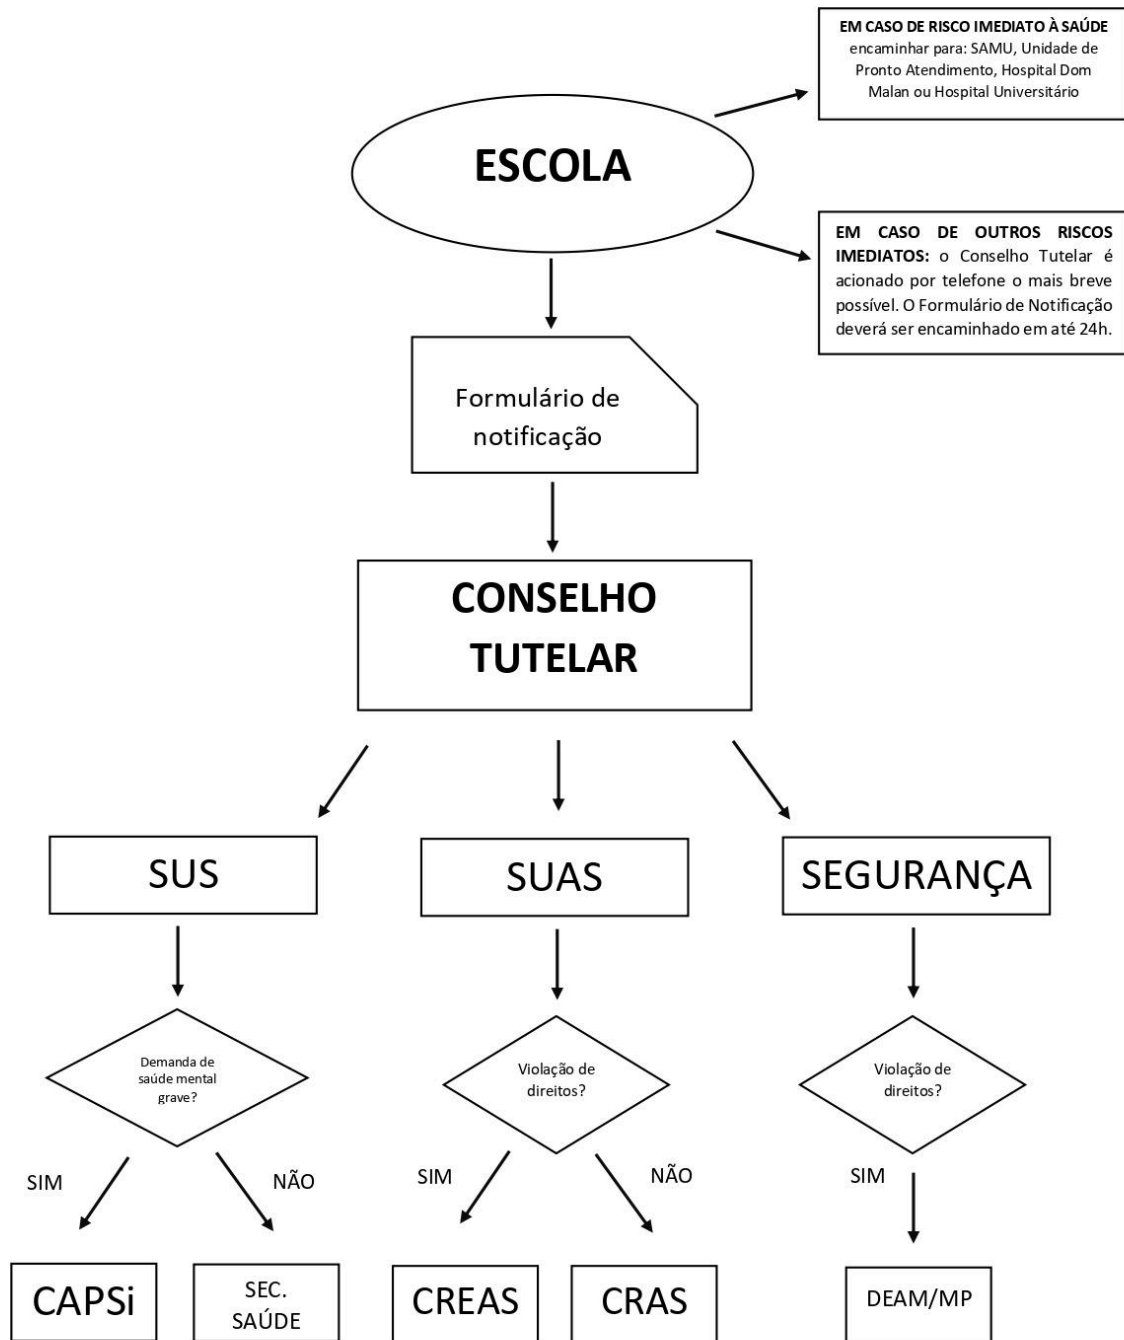 EM CASO DE RISCO IMEDIATO À SAÚDE
encaminhar para: SAMU, Unidade de
Pronto Atendimento, Hospital Dom
Malan ou Hospital Universitário
ESCOLA
EM CASO DE OUTROS RISCOS
IMEDIATOS: o Conselho Tutelar é
acionado por telefone o mais breve
possível. O Formulário de Notificação
deverá ser encaminhado em até 24h.
Formulário de
notificação
CONSELHO
TUTELAR
SUS
SUAS
SEGURANÇA
Demanda de
saúde mental
grave?
Violação de
direitos?
Violação de
direitos?
SIM
NÃO
SIM
NÃO
SIM
CAPSi
SEC.
SAÚDE
CREAS
CRAS
DEAM/MP